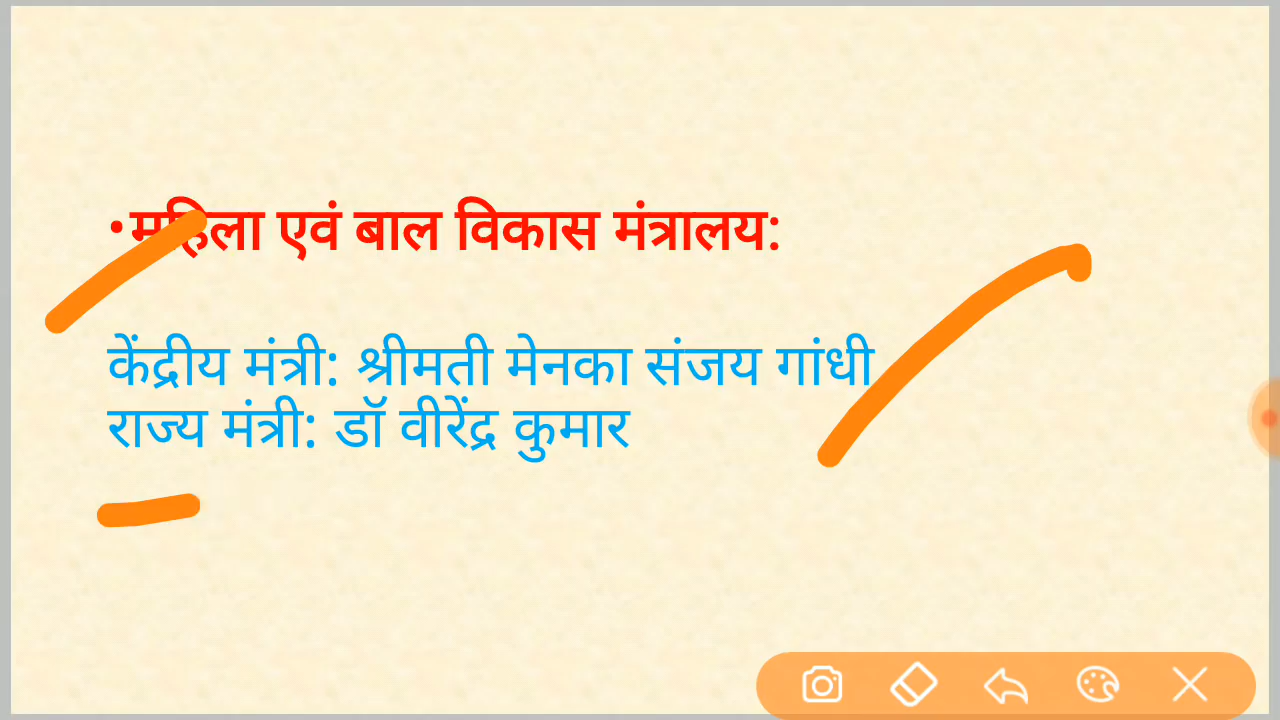 •महिला एवं बाल विकास मंत्रालय:
केंद्रीय मंत्री: श्रीमती मेनका संजय गांधी
राज्य मंत्री: डॉ वीरेंद्र कुमार